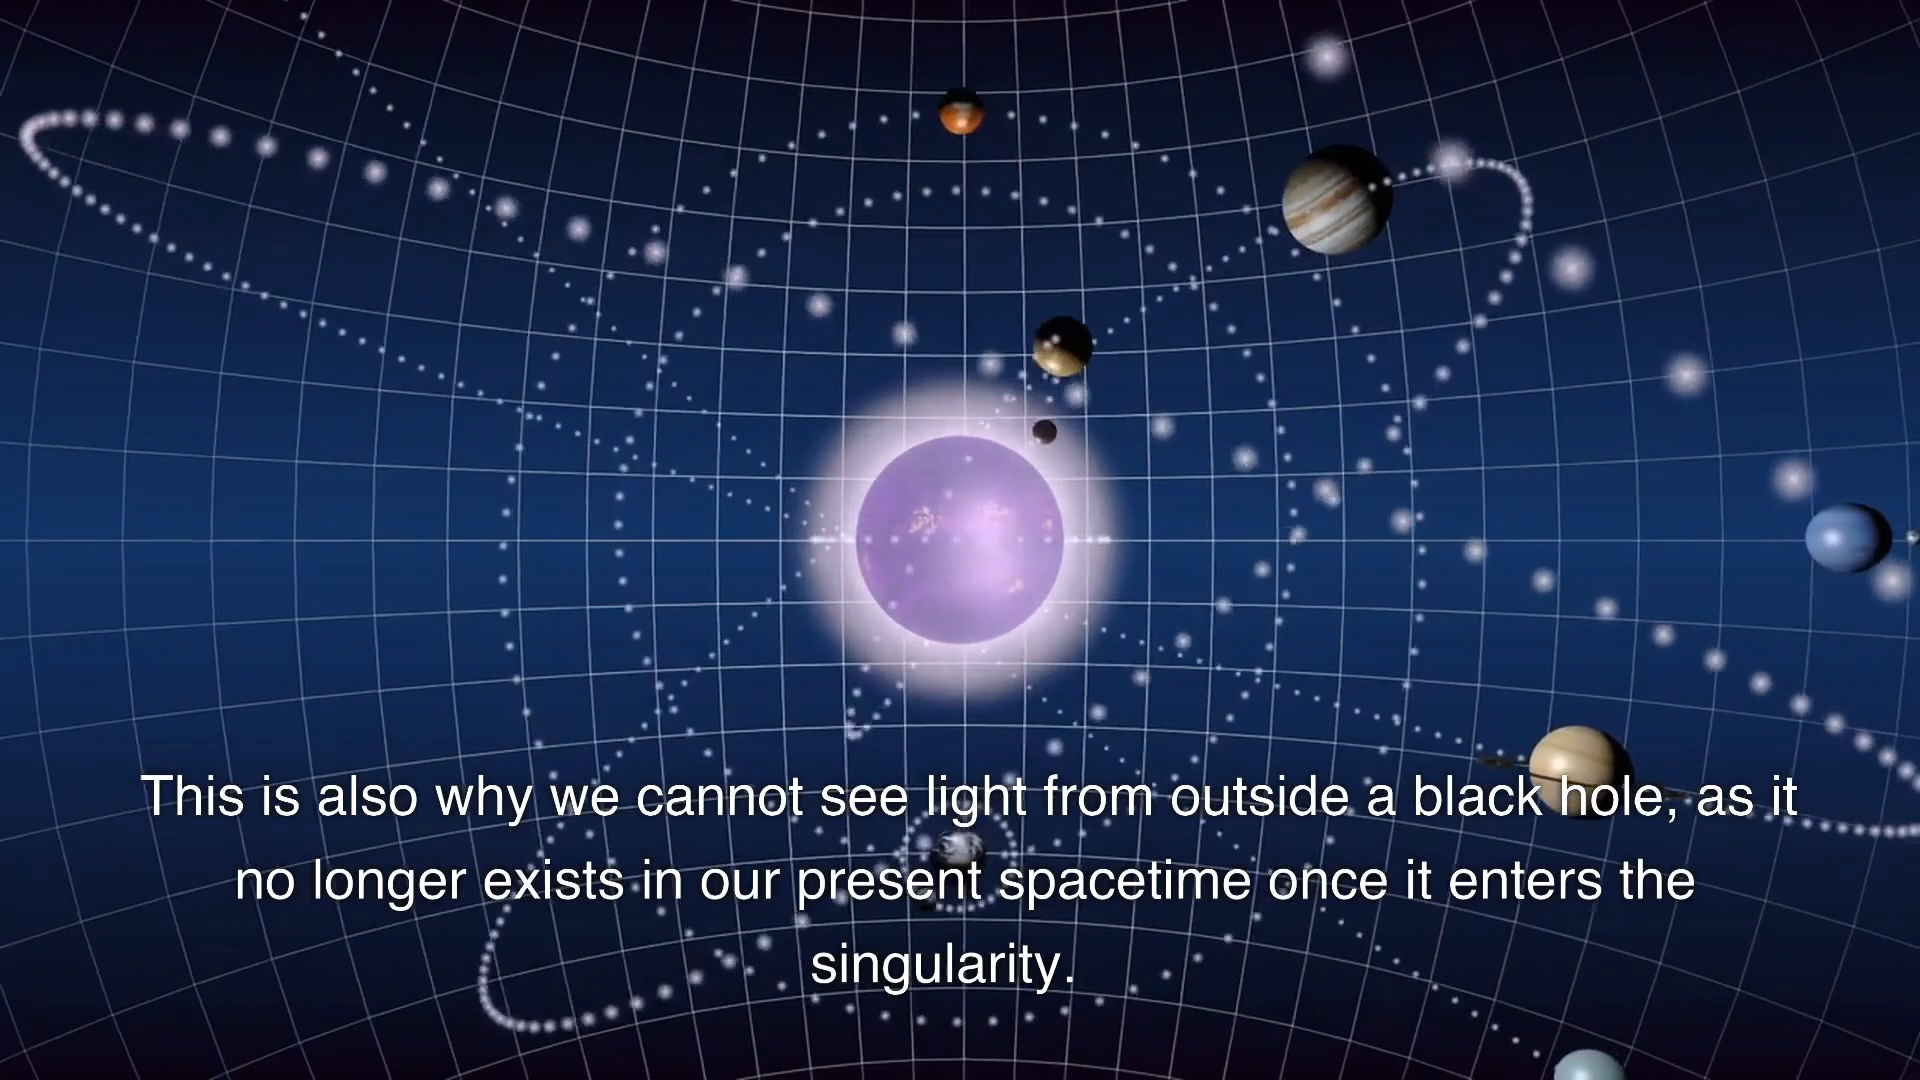 This is also why we cannot see light from outside a black hole, as it
no longer exists in our present spacetime once it enters the
singularity.